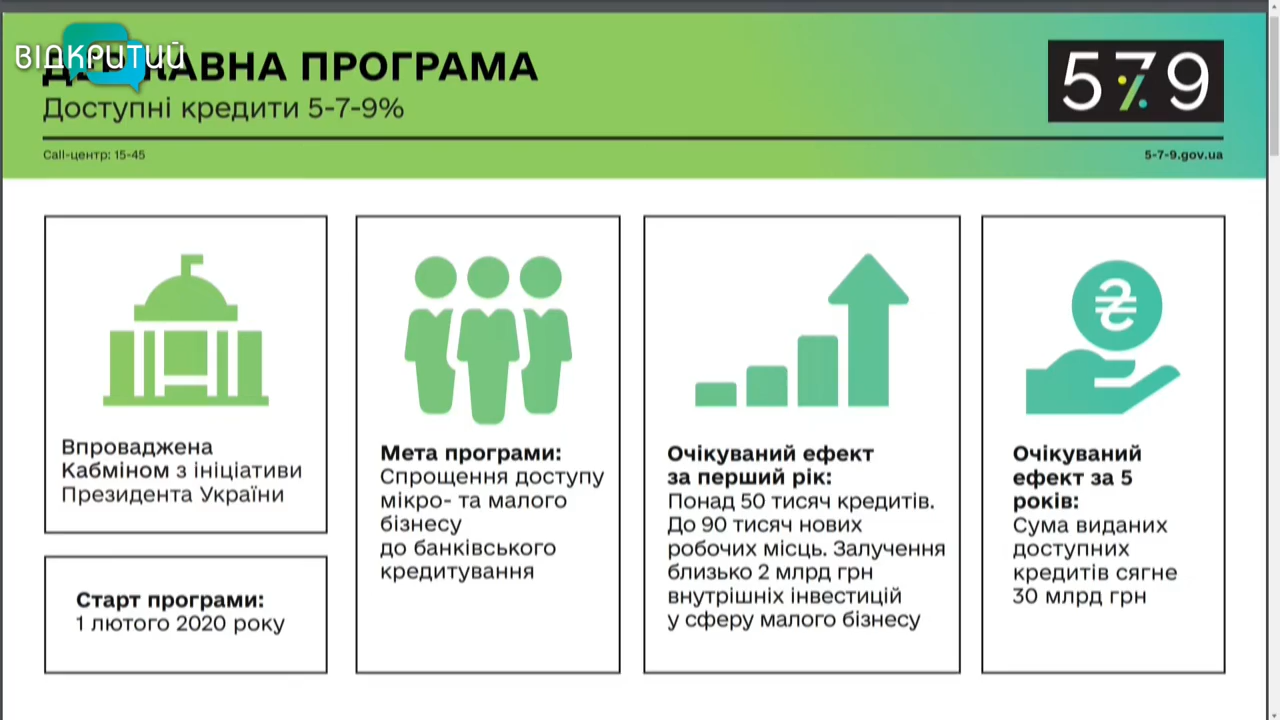 ВІДКРИТИЙ
ДЕРЖАВНА ПРОГРАМА
Доступні кредити 5-7-9%
579
Call-центр: 15-45
5-7-9.gov.ua
Впроваджена
Кабміном з ініціативи
Президента України
Старт програми:
1 лютого 2020 року
Мета програми:
Спрощення доступу
мікро- та малого
бізнесу
до банківського
кредитування
Очікуваний ефект
за перший рік:
Понад 50 тисяч кредитів.
До 90 тисяч нових
робочих місць. Залучення
близько 2 млрд грн
внутрішніх інвестицій
у сферу малого бізнесу
₴
Очікуваний
ефект за 5
років:
Сума виданих
доступних
кредитів сягне
30 млрд грн